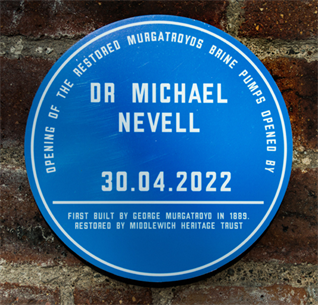 OPENING OF THE RESTORED MURGATROYDS BRINE PUMPS OPENED BY
DR MICHAEL
NEVELL
30.04.2022
FIRST BUILT BY GEORGE MURGATROYD IN 1889.
RESTORED BY MIDDLEWICH HERITAGE TRUST